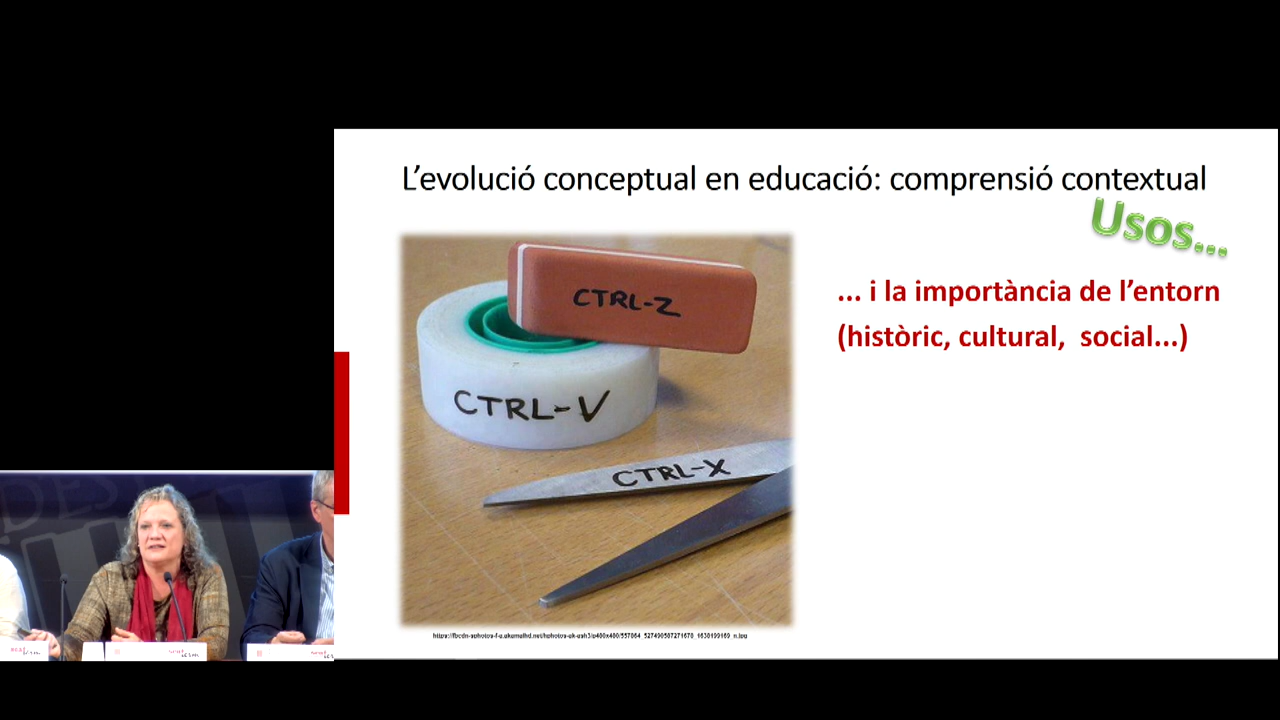 L'evolució conceptual en educació: comprensió contextual
Usos...
... i la importància de l'entorn
(històric, cultural, social...)
CTRL-Z
CTRL-V
CTRL-X